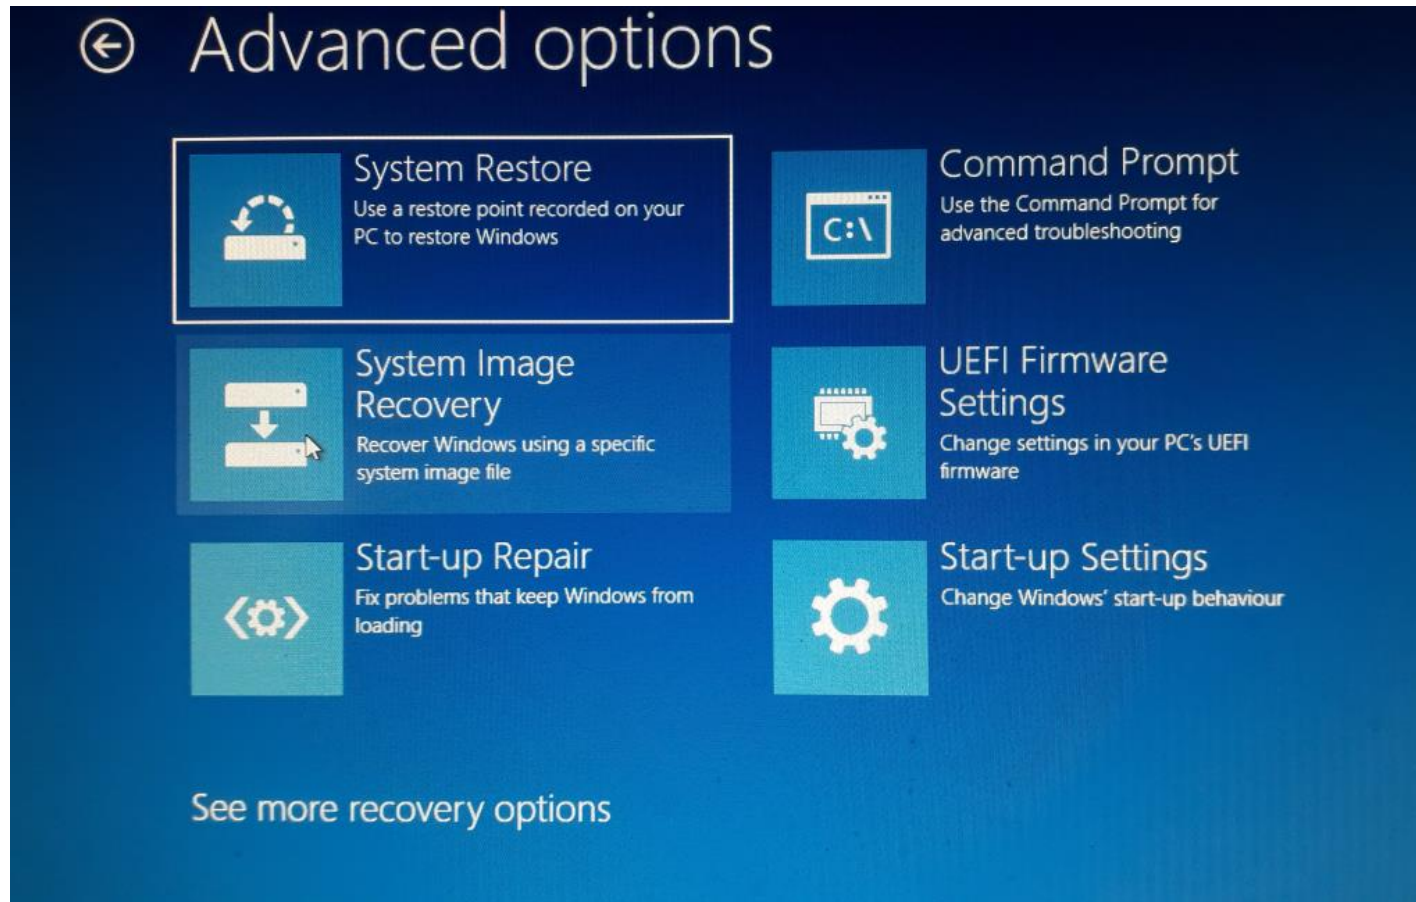 Advanced options
System Restore
Use a restore point recorded on your
PC to restore Windows
Command Prompt
Use the Command Prompt for
advanced troubleshooting
C:\
System Image
Recovery
Recover Windows using a specific
system image file
UEFI Firmware
Settings
Change settings in your PC's UEFI
firmware
Start-up Repair
Fix problems that keep Windows from
loading
Start-up Settings
Change Windows' start-up behaviour
See more recovery options